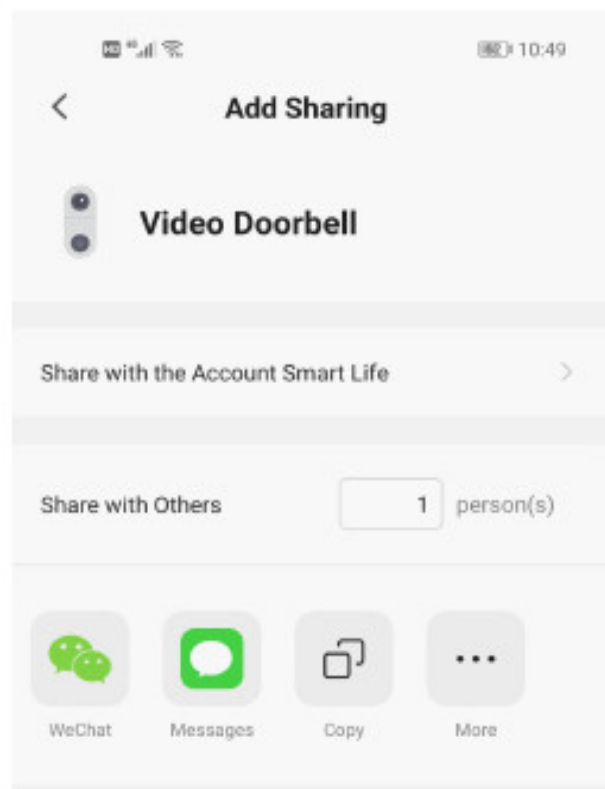 10:49
Add Sharing
Video Doorbell
Share with the Account Smart Life
Share with Others 1 person(s)
WeChat Messages Copy More